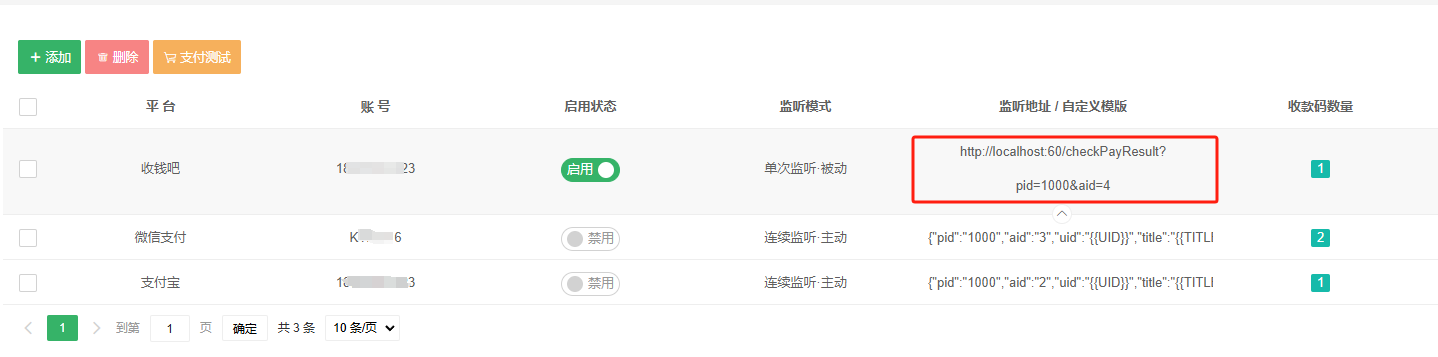 添加 删除 支付测试
平 台 账 号 启用状态 监听模式 监听地址 / 自定义模版 收款码数量
收钱吧 18 23 启用 单次监听·被动 http://localhost:60/checkPayResult? 1
pid=1000&aid=4
微信支付 K 6 禁用 连续监听·主动 {"pid":"1000","aid":"3","uid":"{{UID}}","title":"{{TITLI 2
支付宝 18 3 禁用 连续监听·主动 {"pid":"1000","aid":"2","uid":"{{UID}}","title":"{{TITLI 1
1 到第 1 页 确定 共 3 条 10 条/页